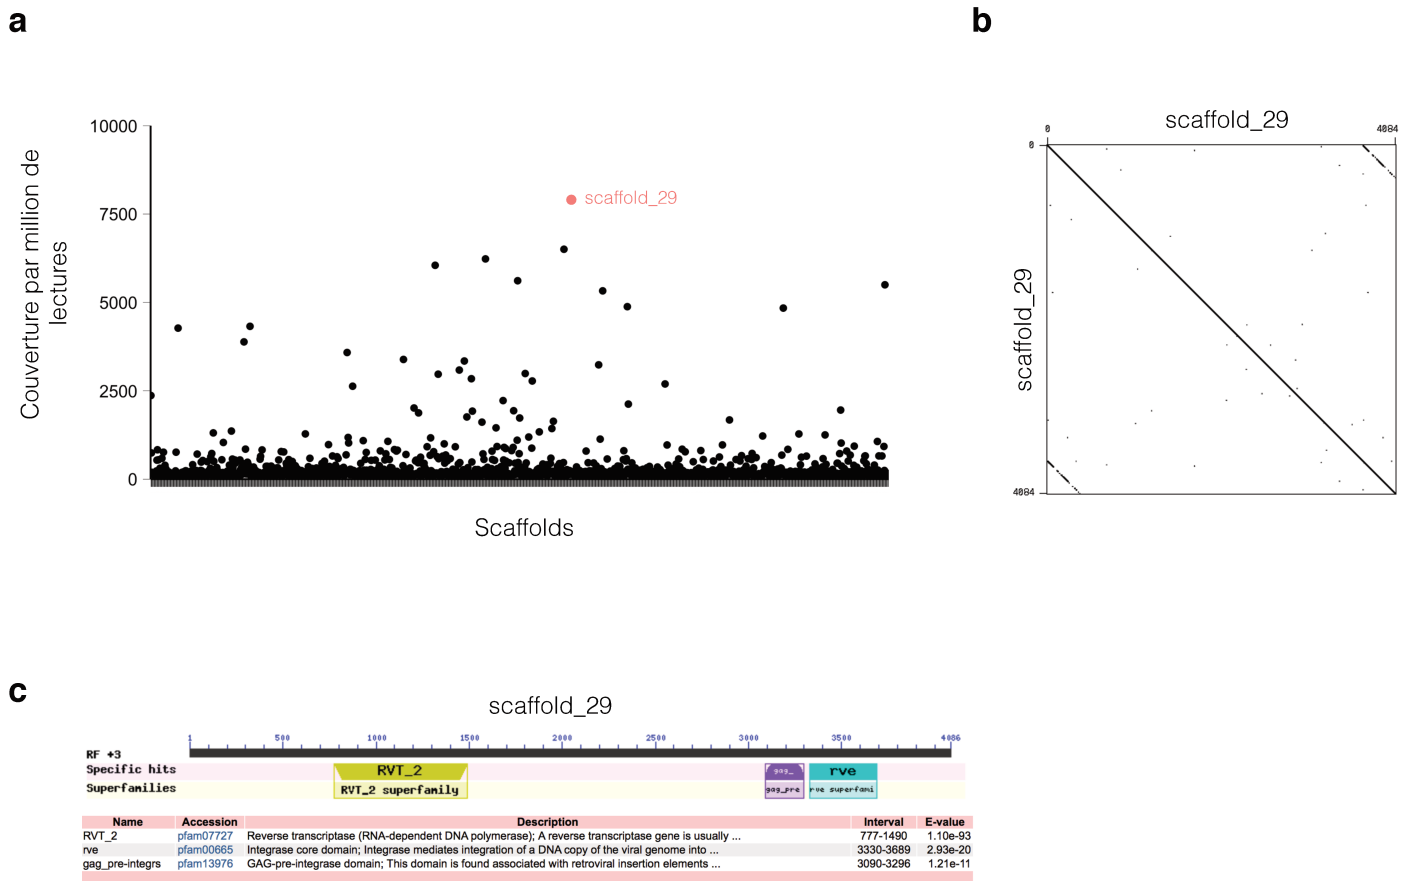 a
b
Couverture par million de
lectures
10000
7500
5000
2500
0
scaffold_29
Scaffolds
scaffold_29
0
4084
0
scaffold_29
4084
c
scaffold_29
1 500 1000 1500 2000 2500 3000 3500 4086
RF +3
Specific hits
RVT_2 gag_ rve
Superfamilies
RVT_2 superfamily gag_pre rve superfami
Name Accession Description Interval E-value
RVT_2 pfam07727 Reverse transcriptase (RNA-dependent DNA polymerase); A reverse transcriptase gene is usually ... 777-1490 1.10e-93
rve pfam00665 Integrase core domain; Integrase mediates integration of a DNA copy of the viral genome into ... 3330-3689 2.93e-20
gag_pre-integrs pfam13976 GAG-pre-integrase domain; This domain is found associated with retroviral insertion elements ... 3090-3296 1.21e-11